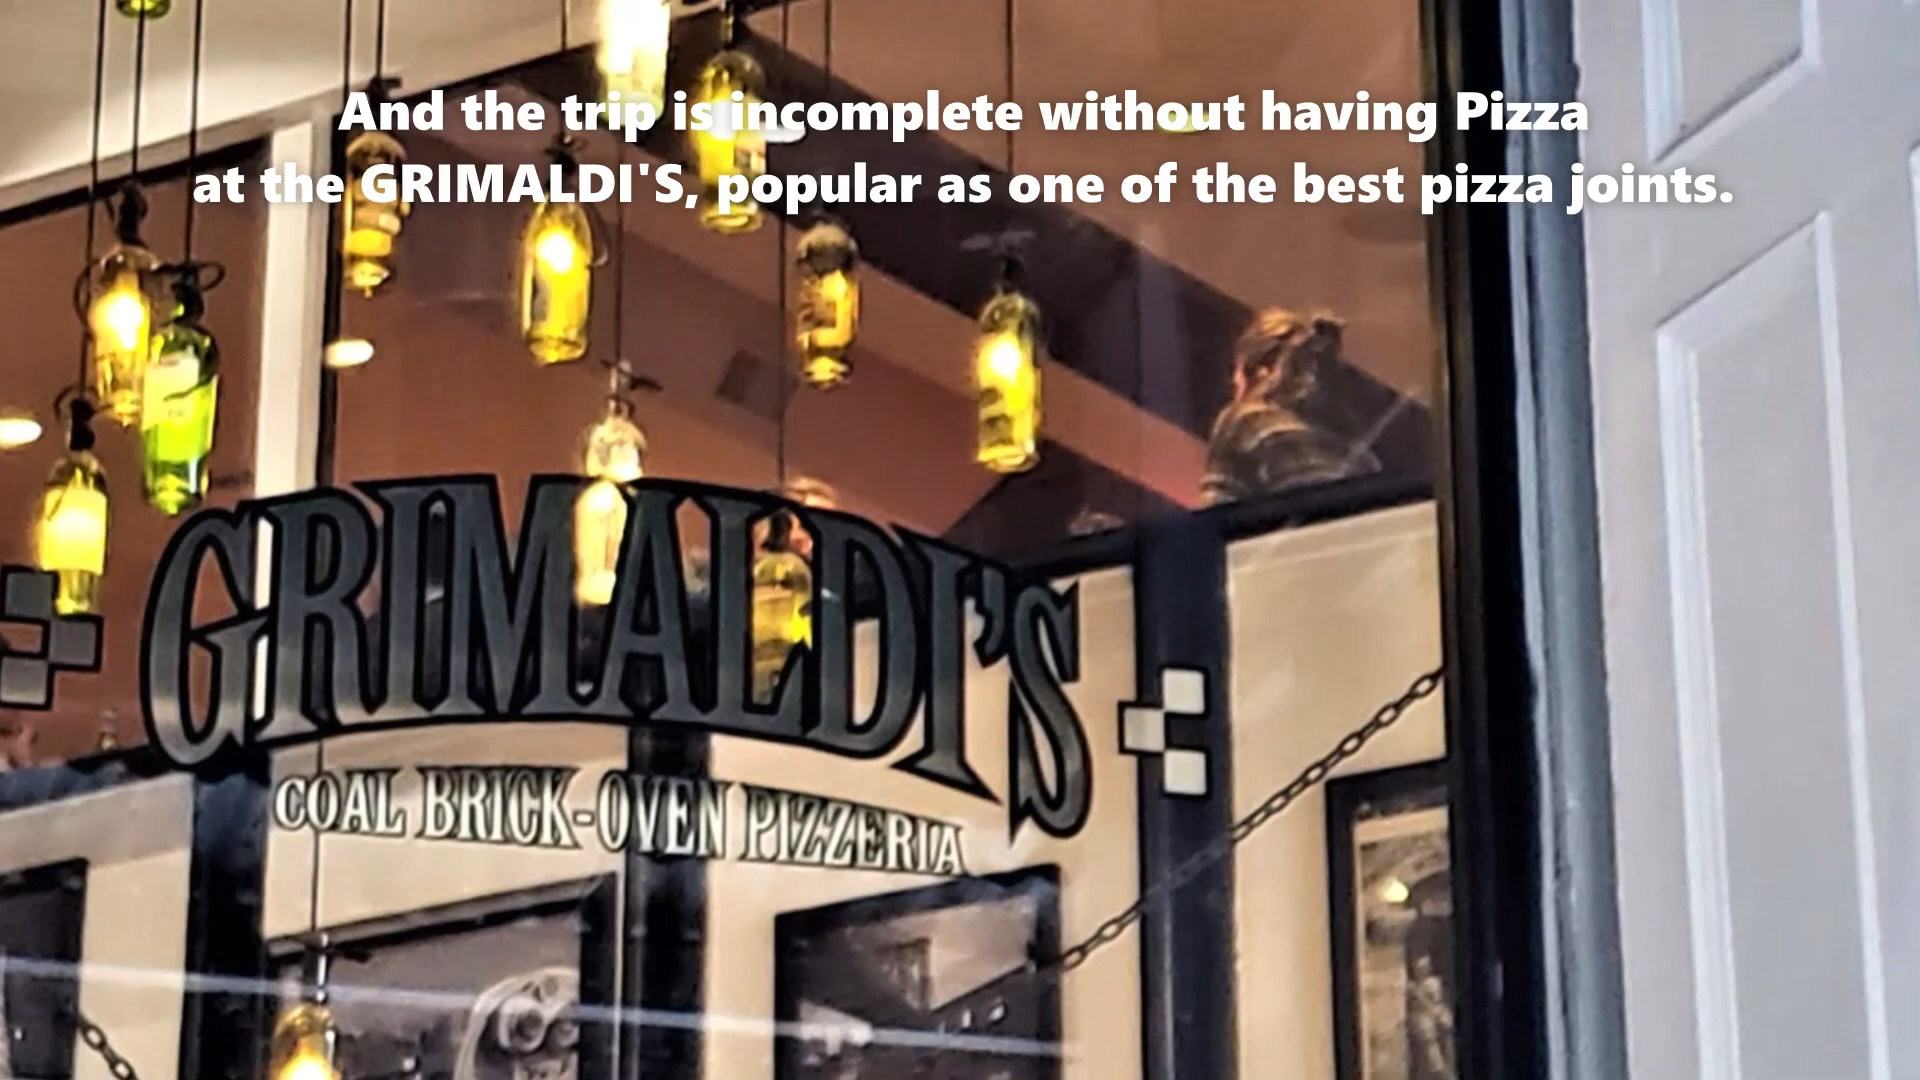 And the trip is incomplete without having Pizza
at the GRIMALDI'S, popular as one of the best pizza joints.
GRIMALDI'S
COAL BRICK-OVEN PIZZERIA